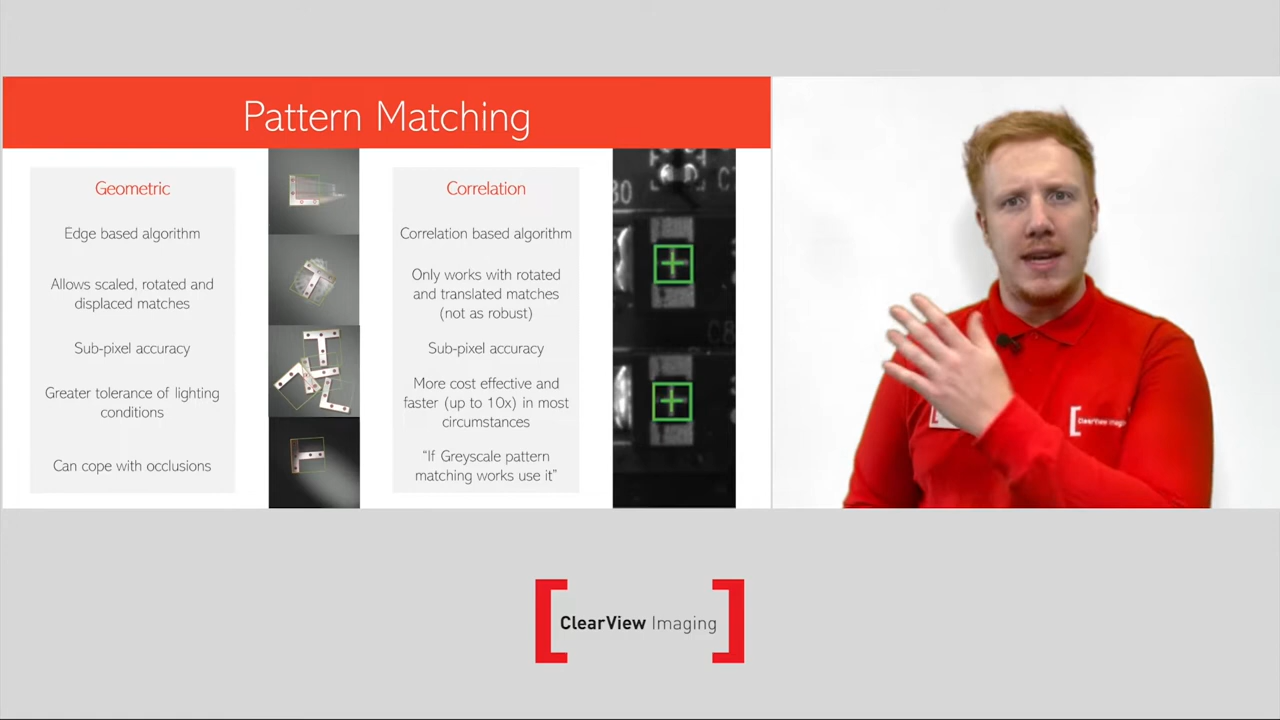 Pattern Matching
Geometric
Edge based algorithm
Allows scaled, rotated and
displaced matches
Sub-pixel accuracy
Greater tolerance of lighting
conditions
Can cope with occlusions
Correlation
Correlation based algorithm
Only works with rotated
and translated matches
(not as robust)
Sub-pixel accuracy
More cost effective and
faster (up to 10x) in most
circumstances
“If Greyscale pattern
matching works use it”
ClearView Imaging
ClearView Imaging